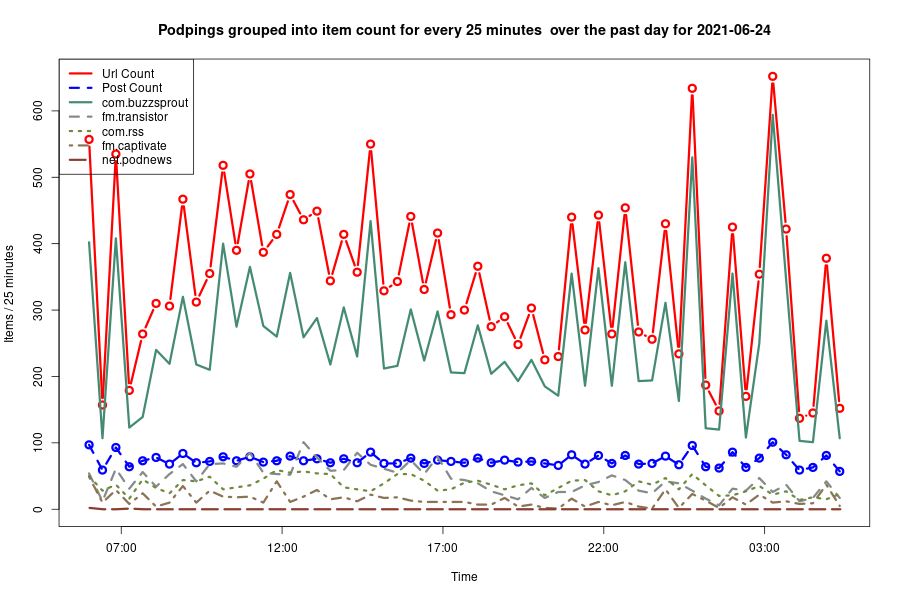 Podpings grouped into item count for every 25 minutes  over the past day for 2021-06-24
Url Count
Post Count
com.buzzsprout
fm.transistor
com.rss
fm.captivate
net.podnews
Items / 25 minutes
600
500
400
300
200
100
0
07:00
12:00
17:00
22:00
03:00
Time